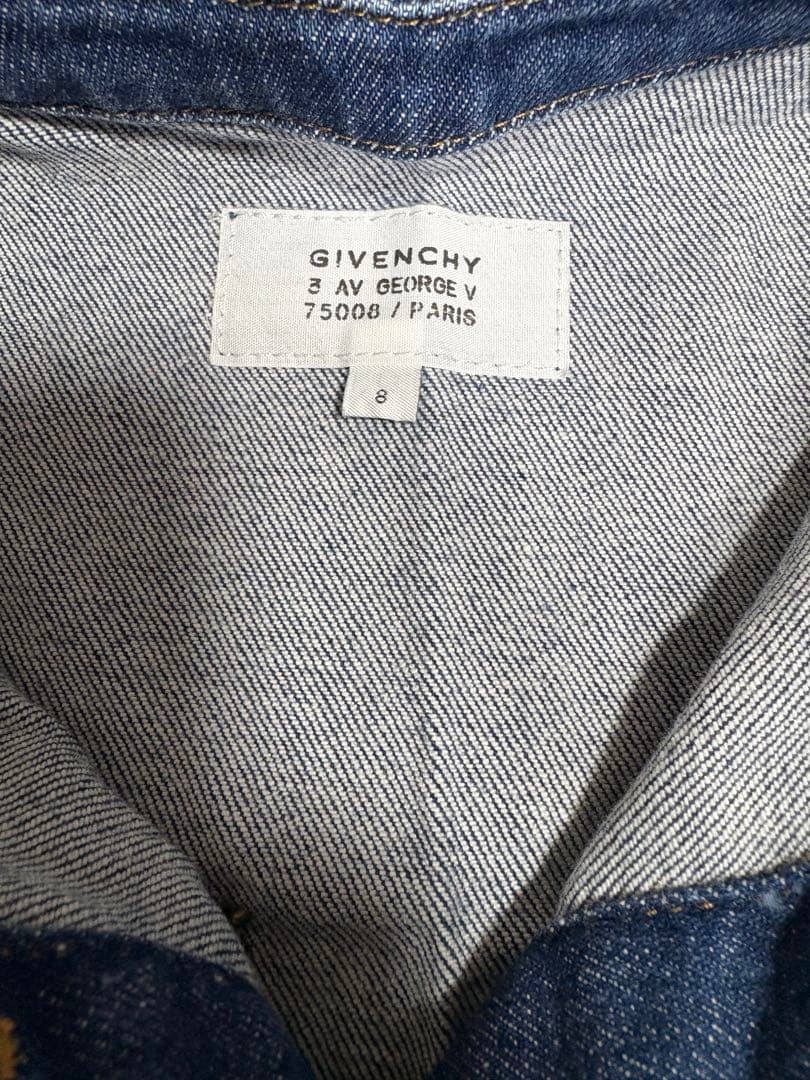 GIVENCHY
3 AV GEORGE V
75008 / PARIS
8